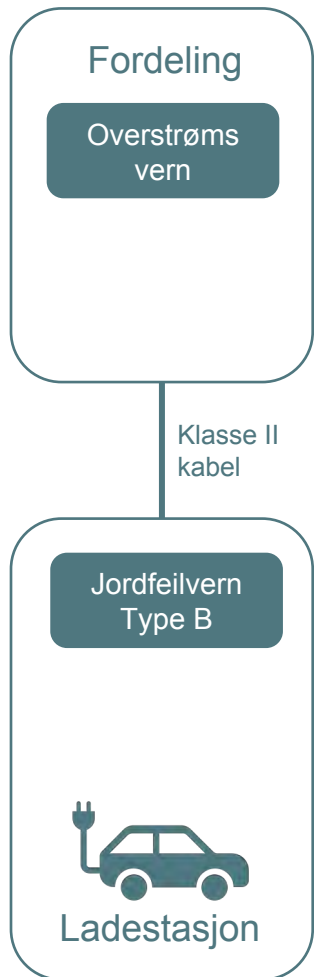 Fordeling
Overstrøms
vern
Klasse II
kabel
Jordfeilvern
Type B
Ladestasjon